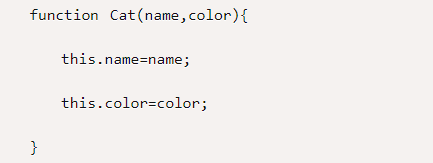 function Cat(name,color){
this.name=name;
this.color=color;
}